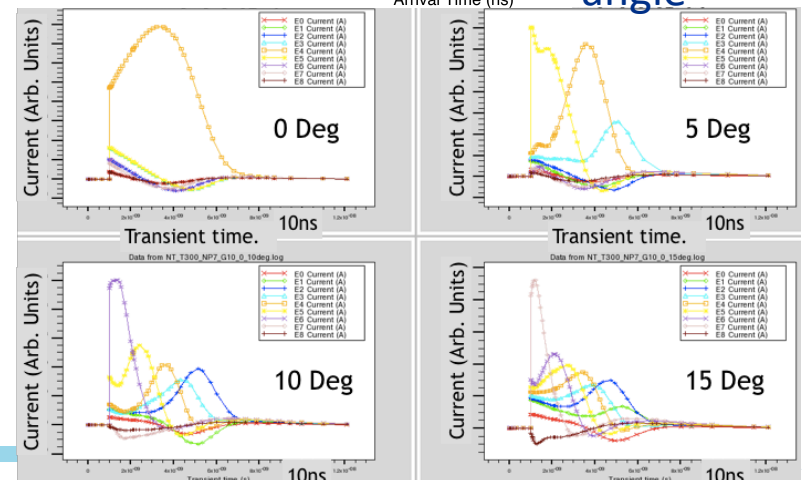 Arrival Time (ns)
angle
Current (Arb. Units)
E0 Current (A)
E1 Current (A)
E2 Current (A)
E3 Current (A)
E4 Current (A)
E5 Current (A)
E6 Current (A)
E7 Current (A)
E8 Current (A)
0 Deg
10ns
Transient time.
Current (Arb. Units)
E0 Current (A)
E1 Current (A)
E2 Current (A)
E3 Current (A)
E4 Current (A)
E5 Current (A)
E6 Current (A)
E7 Current (A)
E8 Current (A)
5 Deg
10ns
Transient time.
Data from NT_T300_NP7_G10_0_10deg.log
Current (Arb. Units)
E0 Current (A)
E1 Current (A)
E2 Current (A)
E3 Current (A)
E4 Current (A)
E5 Current (A)
E6 Current (A)
E7 Current (A)
E8 Current (A)
10 Deg
10ns
Transient time (s)
Data from NT_T300_NP7_G10_0_15deg.log
Current (Arb. Units)
E0 Current (A)
E1 Current (A)
E2 Current (A)
E3 Current (A)
E4 Current (A)
E5 Current (A)
E6 Current (A)
E7 Current (A)
E8 Current (A)
15 Deg
10ns
Transient time (s)